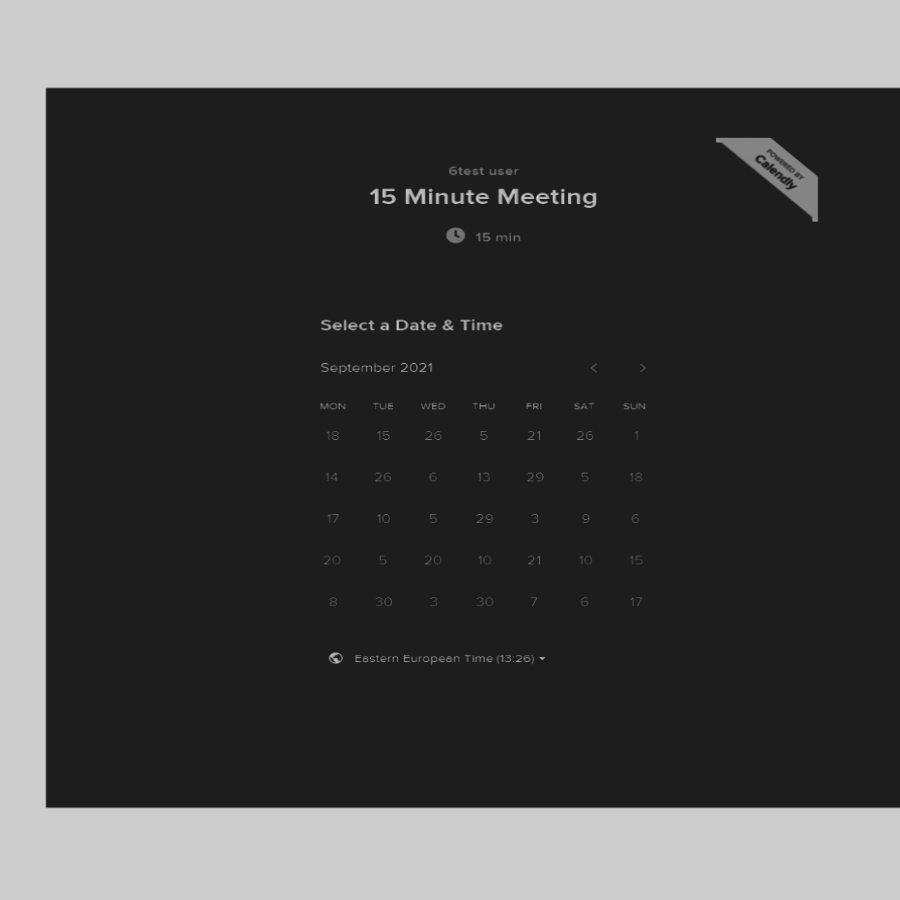 POWERED BY
Calendly
6test user
15 Minute Meeting
15 min
Select a Date & Time
September 2021
MON TUE WED THU FRI SAT SUN
18 15 26 5 21 26 1
14 26 6 13 29 5 18
17 10 5 29 3 9 6
20 5 20 10 21 10 15
8 30 3 30 7 6 17
Eastern European Time (13:26)